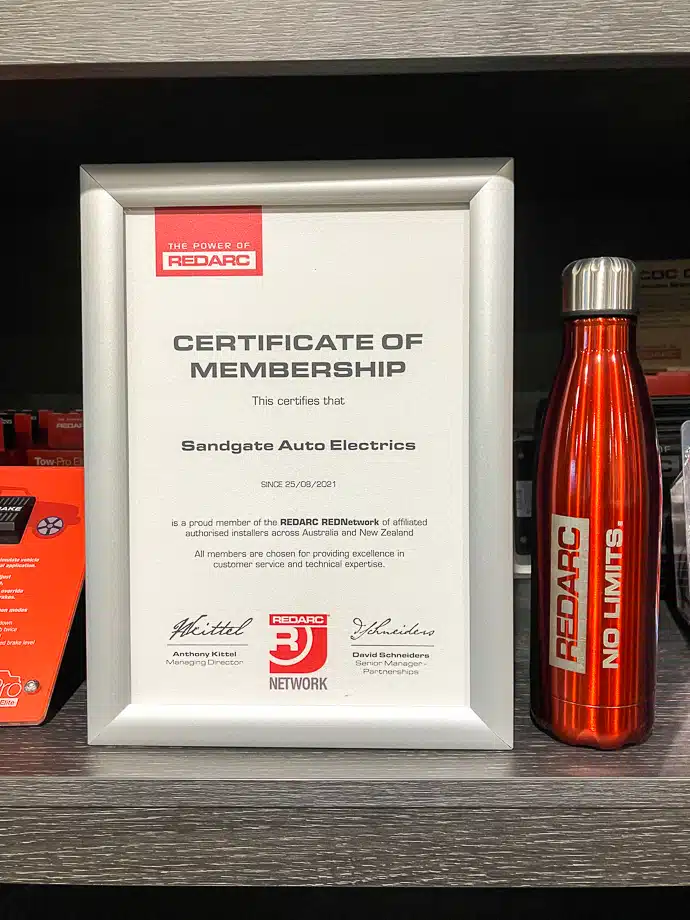 THE POWER OF
REDARC
CERTIFICATE OF
MEMBERSHIP
This certifies that
Sandgate Auto Electrics
SINCE 25/08/2021
is a proud member of the REDARC REDNetwork of affiliated
authorised installers across Australia and New Zealand
All members are chosen for providing excellence in
customer service and technical expertise.
Anthony Kittel
Managing Director
REDARC
R
NETWORK
David Schneiders
Senior Manager -
Partnerships
REDARC
NO LIMITS.
Tow-Pro
Elite